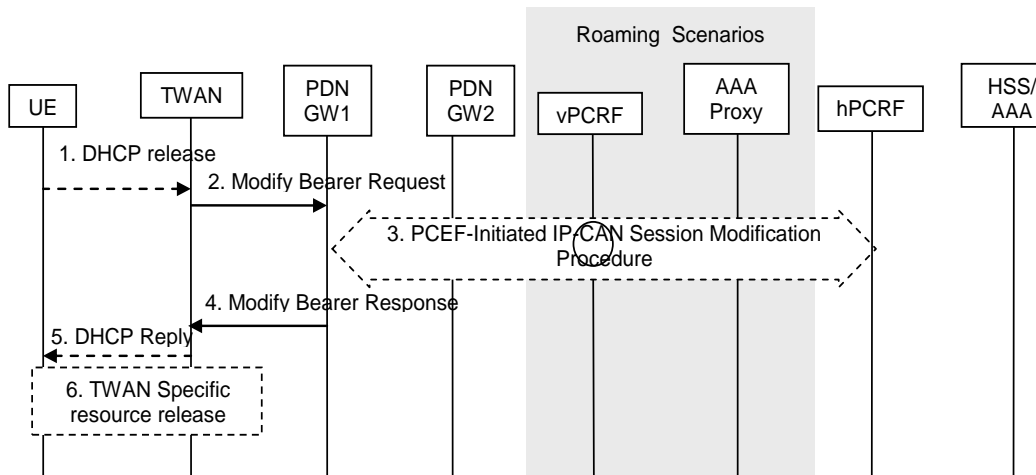 Roaming Scenarios
UE
TWAN
PDN
GW1
PDN
GW2
vPCRF
AAA
Proxy
hPCRF
HSS/
AAA
1. DHCP release
2. Modify Bearer Request
3. PCEF-Initiated IP-CAN Session Modification
Procedure
4. Modify Bearer Response
5. DHCP Reply
6. TWAN Specific
resource release